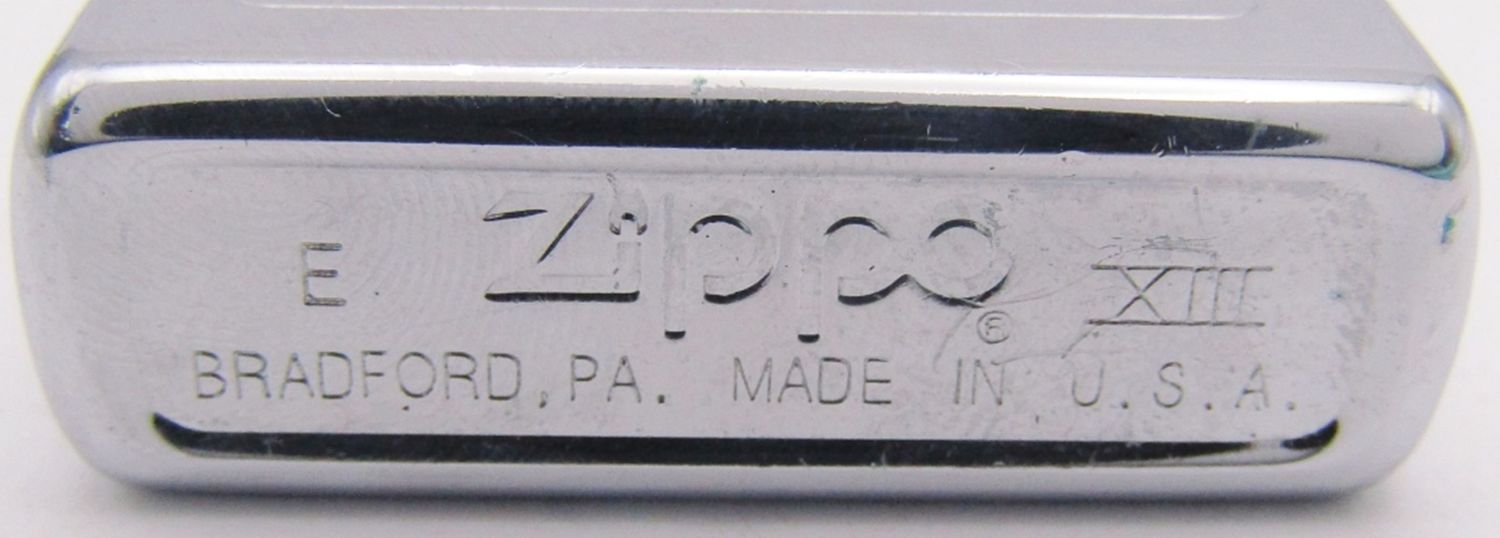 E Zippo ® XIII
BRADFORD, PA. MADE IN U.S.A.